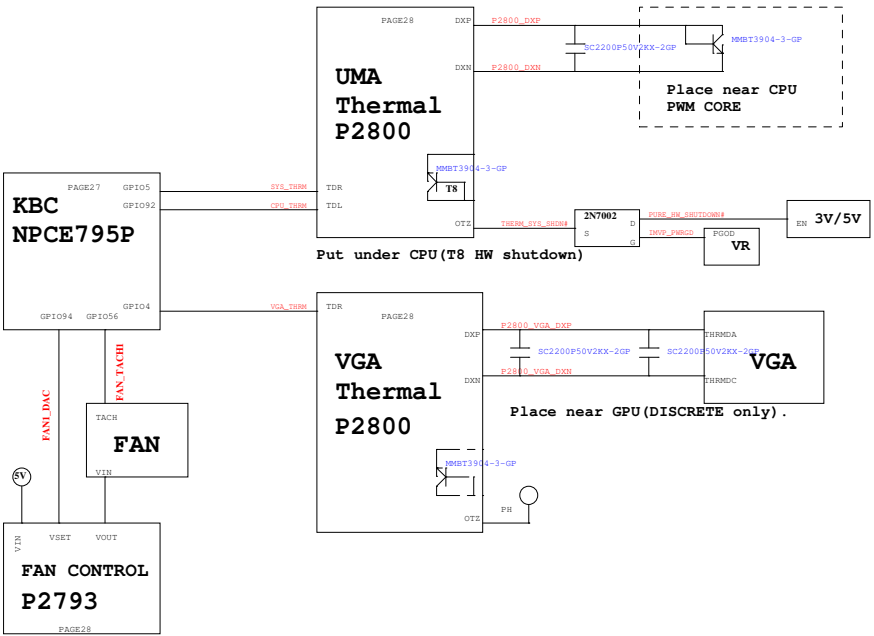 PAGE28
DXP
P2800_DXP
SC2200P50V2KX-2GP
MMBT3904-3-GP
DXN
P2800_DXN
UMA
Thermal
P2800
Place near CPU
PWM CORE
MMBT3904-3-GP
T8
PAGE27
GPIO5
SYS_THRM
TDR
GPIO92
CPU_THRM
TDL
KBC
NPCE795P
OTZ
THERM_SYS_SHDN#
2N7002
S
D
G
PURE_HW_SHUTDOWN#
IMVP_PWRGD
EN
3V/5V
PGOD
VR
Put under CPU(T8 HW shutdown)
GPIO4
VGA_THRM
TDR
GPIO94
GPIO56
PAGE28
DXP
P2800_VGA_DXP
THRMDA
SC2200P50V2KX-2GP
SC2200P50V2KX-2GP
VGA
DXN
P2800_VGA_DXN
THRMDC
VGA
Thermal
P2800
Place near GPU(DISCRETE only).
MMBT3904-3-GP
OTZ
PH
FAN1_DAC
FAN_TACH1
TACH
FAN
VIN
5V
VIN
VSET
VOUT
FAN CONTROL
P2793
PAGE28